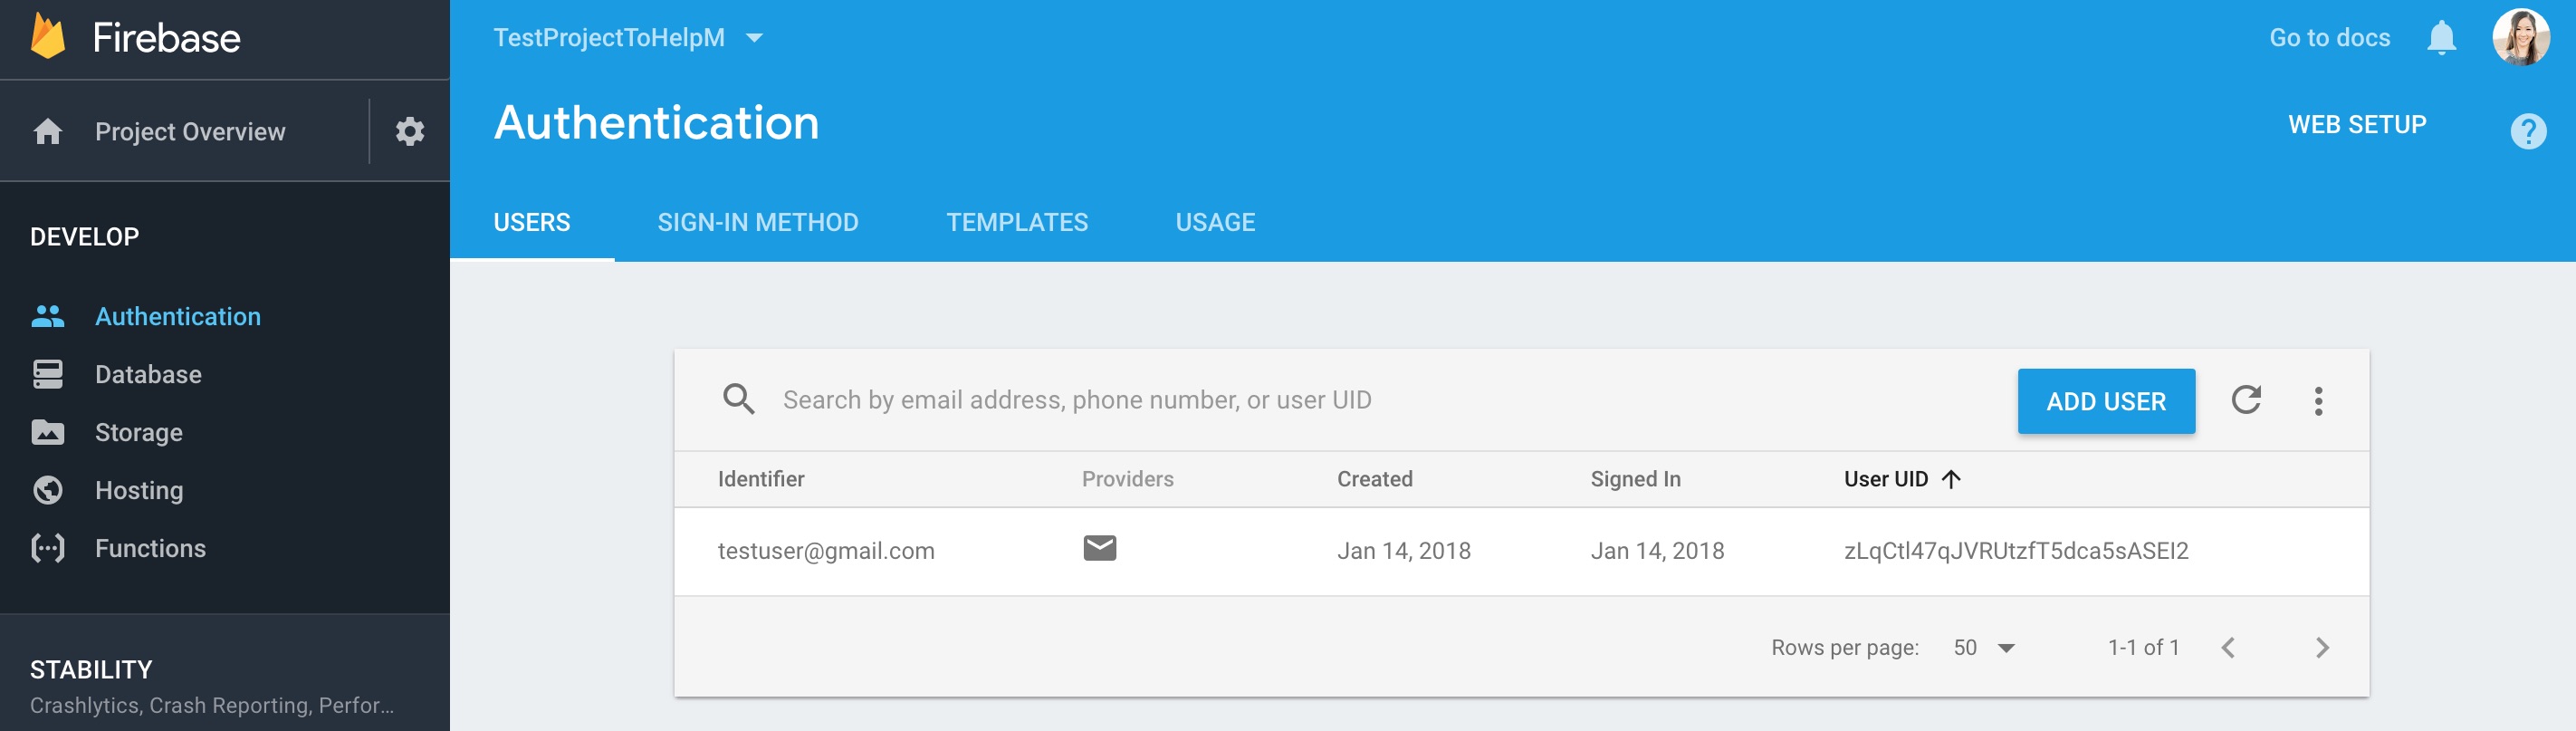 Firebase
Project Overview
DEVELOP
Authentication
Database
Storage
Hosting
Functions
STABILITY
Crashlytics, Crash Reporting, Perfor...
TestProjectToHelpM
Go to docs
Authentication
WEB SETUP
?
USERS SIGN-IN METHOD TEMPLATES USAGE
Search by email address, phone number, or user UID
ADD USER
Identifier Providers Created Signed In User UID
testuser@gmail.com Jan 14, 2018 Jan 14, 2018 zLqCtl47qJVRUtzfT5dca5sASEI2
Rows per page: 50 1-1 of 1